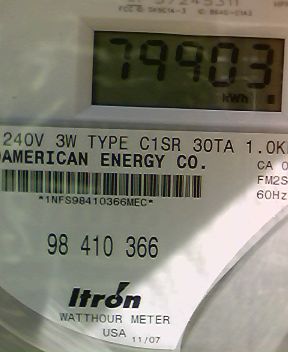 79903
kWh
240V 3W TYPE C1SR 30TA 1.0K
AMERICAN ENERGY CO.
CA 0
FM2S
60Hz
*1NFS98410366MEC*
98 410 366
Itron
WATTHOUR METER
USA 11/07